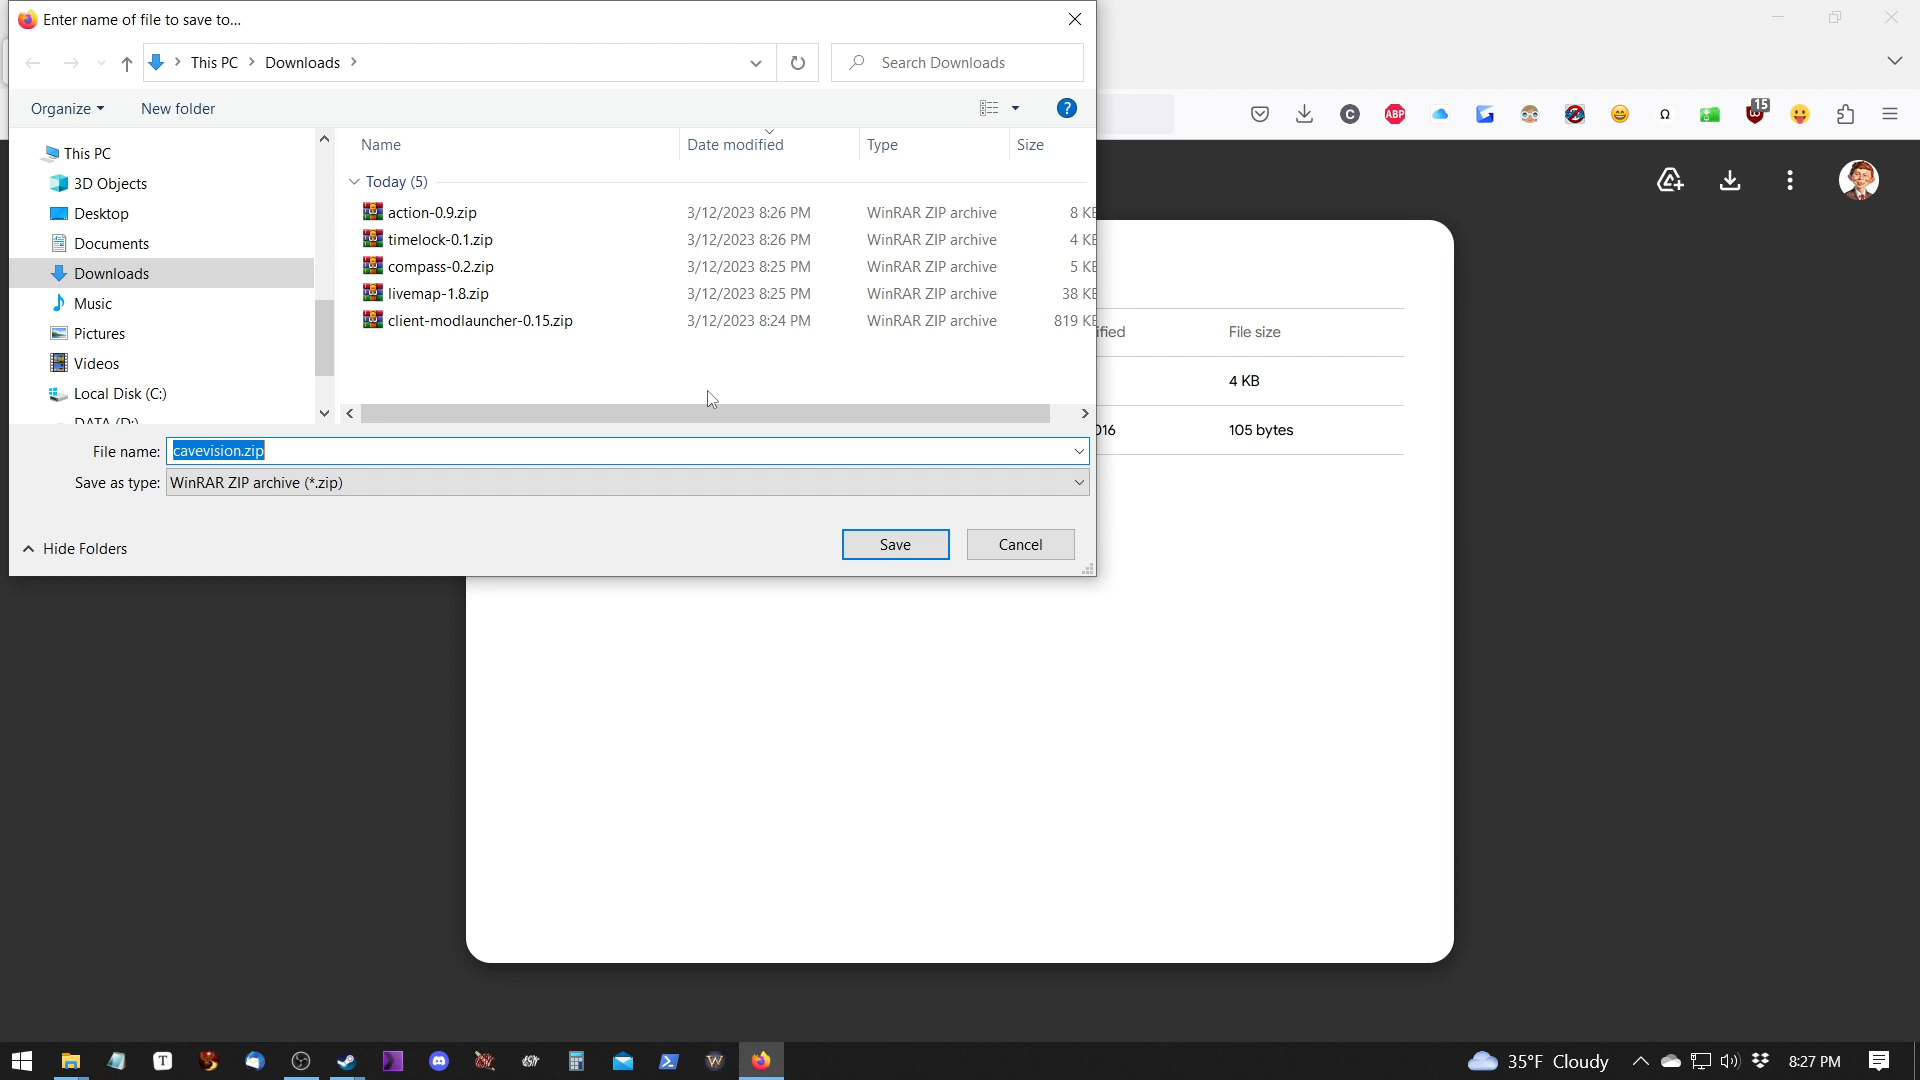 Enter name of file to save to...
This PC
Downloads
Search Downloads
Organize
New folder
?
ABP
C
Ω
15
This PC
3D Objects
Desktop
Documents
Downloads
Music
Pictures
Videos
Local Disk (C:)
DATA (D:)
Name
Date modified
Type
Size
Today (5)
action-0.9.zip 3/12/2023 8:26 PM WinRAR ZIP archive 8 KB
timelock-0.1.zip 3/12/2023 8:26 PM WinRAR ZIP archive 4 KB
compass-0.2.zip 3/12/2023 8:25 PM WinRAR ZIP archive 5 KB
livemap-1.8.zip 3/12/2023 8:25 PM WinRAR ZIP archive 38 KB
client-modlauncher-0.15.zip 3/12/2023 8:24 PM WinRAR ZIP archive 819 KB
File name: cavevision.zip
Save as type: WinRAR ZIP archive (*.zip)
Hide Folders
Save
Cancel
ified
File size
4 KB
016
105 bytes
T
W
35°F Cloudy
8:27 PM